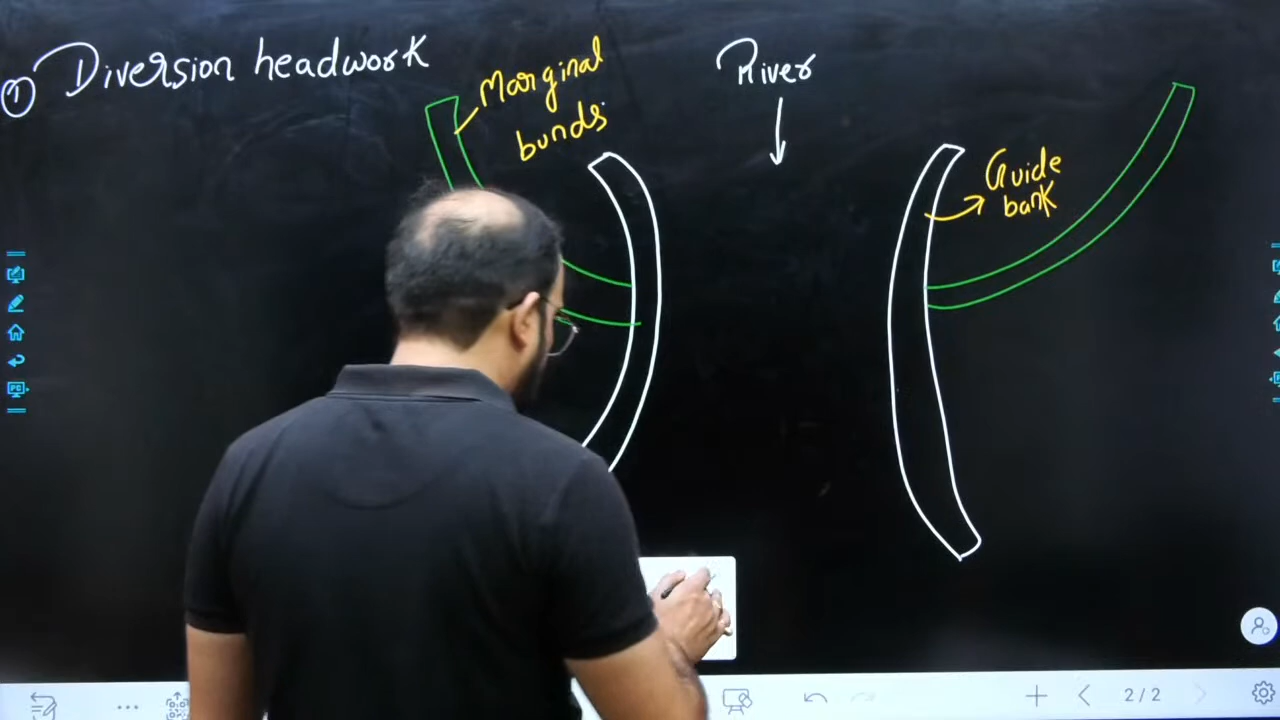 ① Diversion headwork
Marginal
bunds
River
Guide
bank
2/2